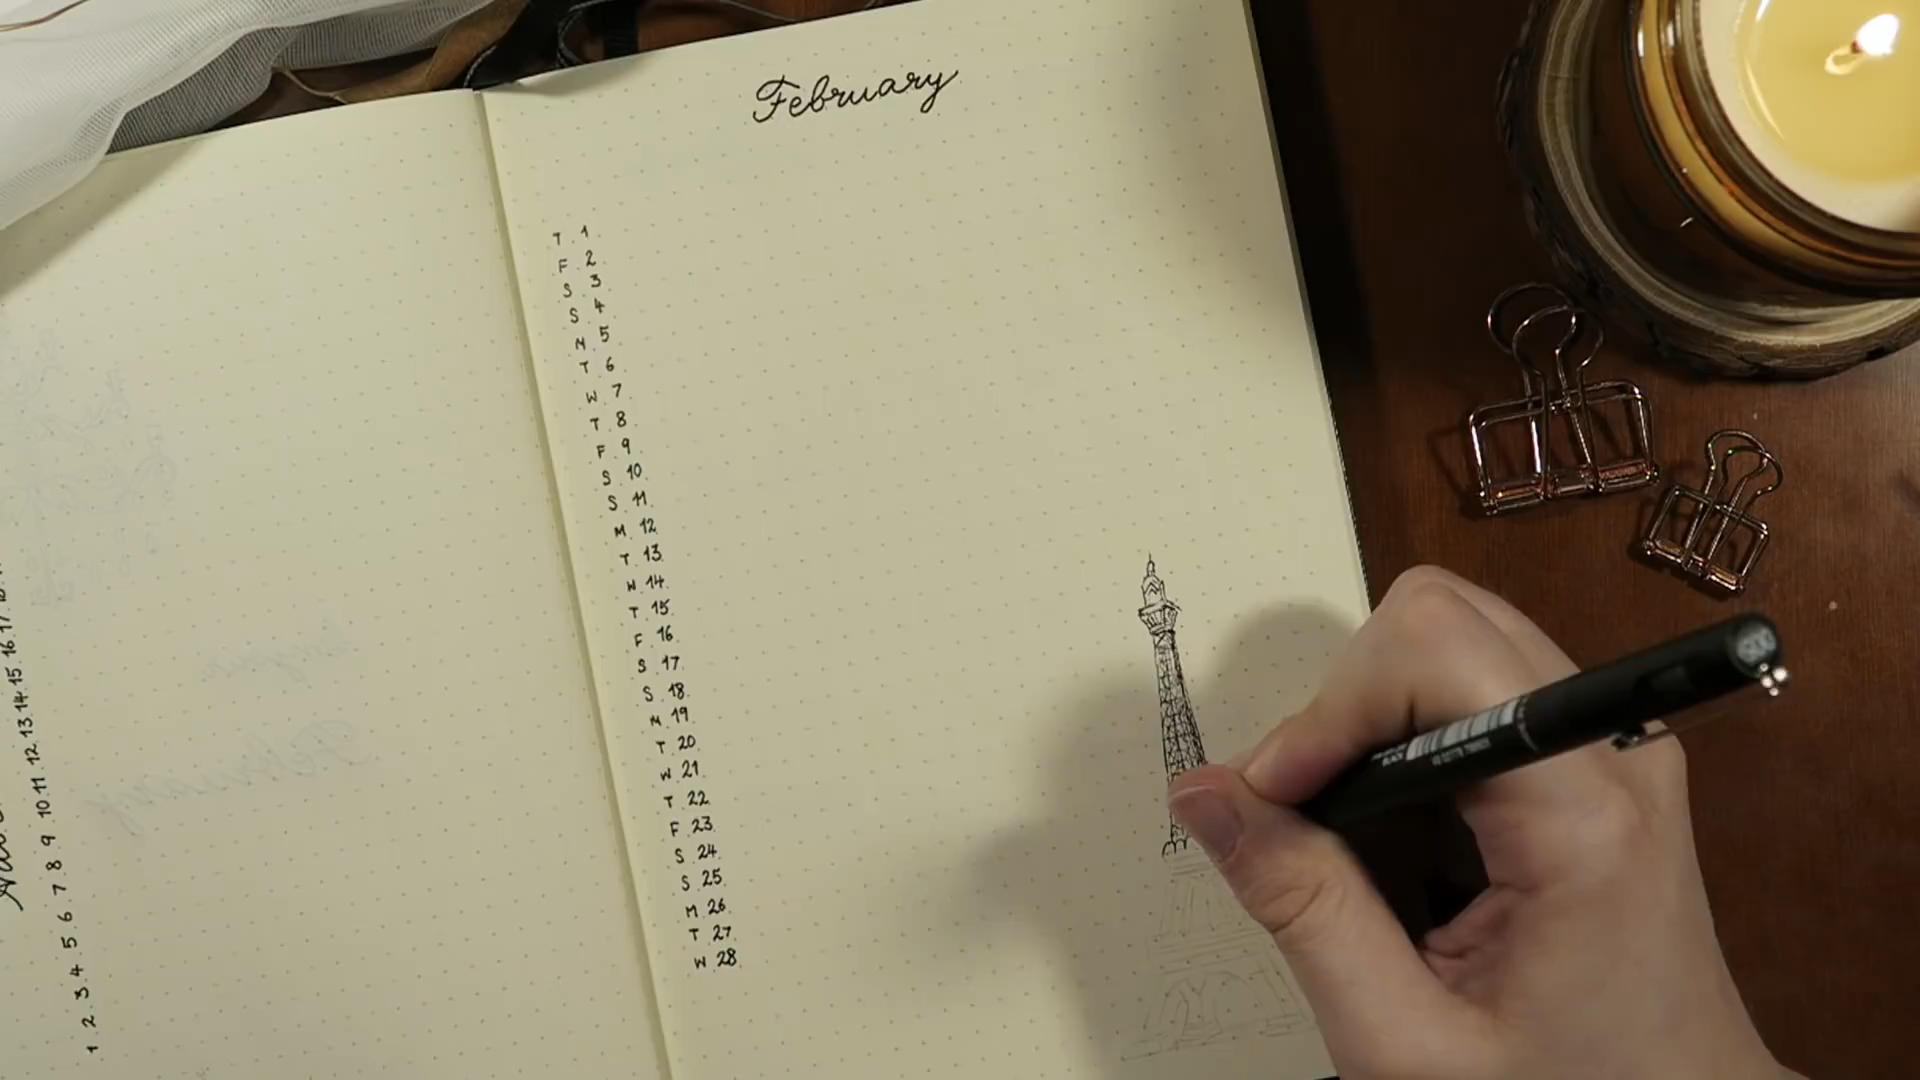 February
T 1
F 2
S 3
S 4
M 5
T 6
W 7
T 8
F 9
S 10
S 11
M 12
T 13
W 14
T 15
F 16
S 17
S 18
M 19
T 20
W 21
T 22
F 23
S 24
S 25
M 26
T 27
W 28
1 2 3 4 5 6 7 8 9 10 11 12 13 14 15 16 17
February